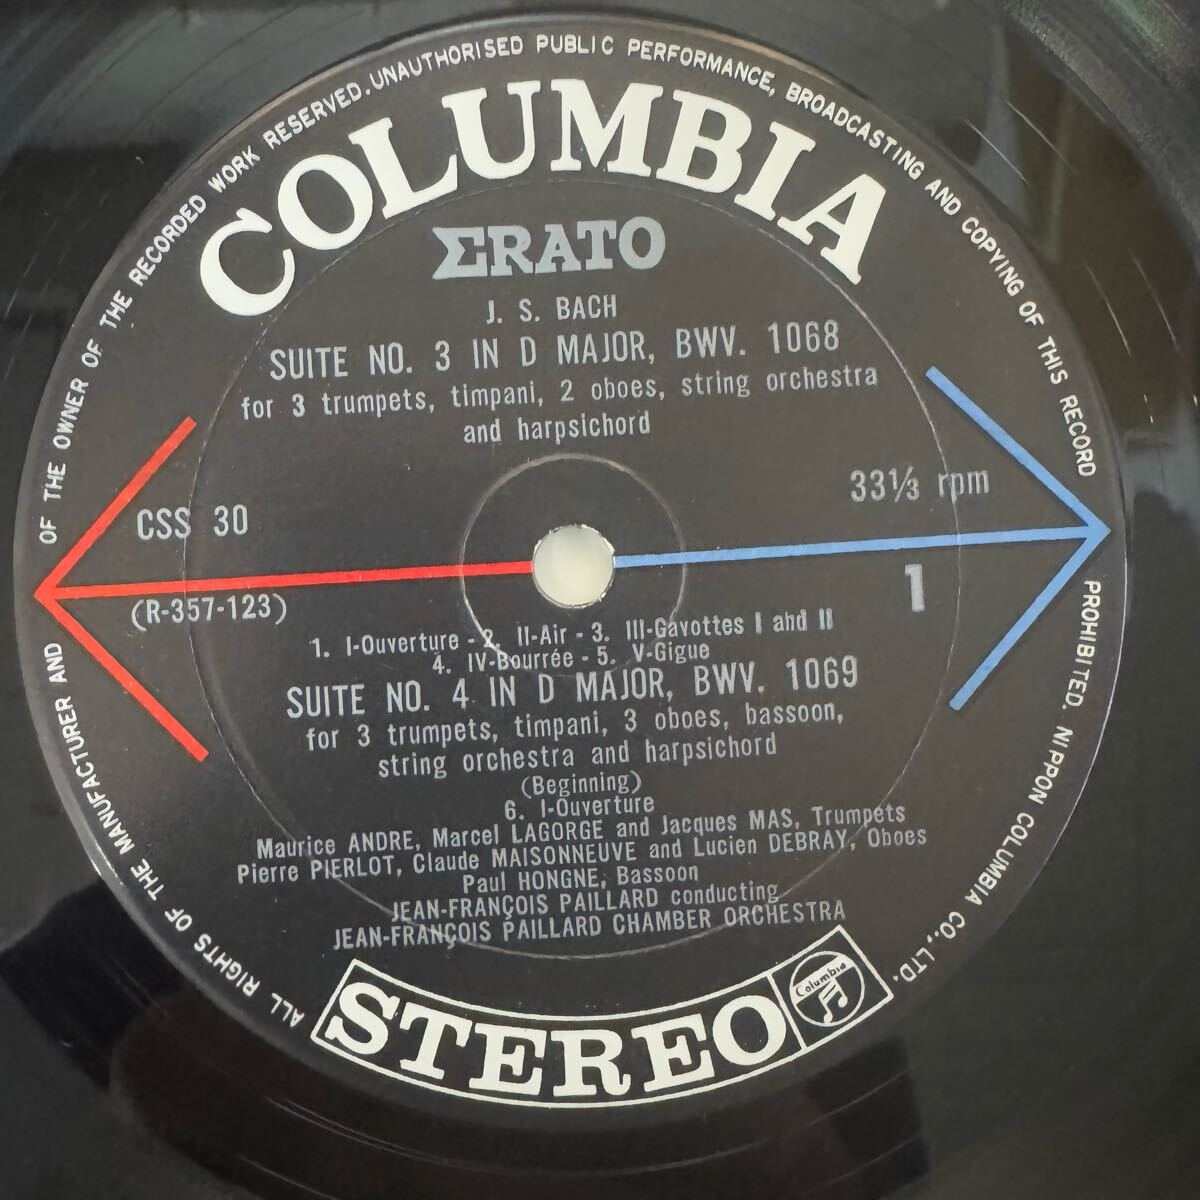 ALL RIGHTS OF THE MANUFACTURER AND OF THE OWNER OF THE RECORDED WORK RESERVED. UNAUTHORISED PUBLIC PERFORMANCE, BROADCASTING AND COPYING OF THIS RECORD PROHIBITED. NIPPON COLUMBIA CO., LTD.
COLUMBIA
ΣRATO
J. S. BACH
SUITE NO. 3 IN D MAJOR, BWV. 1068
for 3 trumpets, timpani, 2 oboes, string orchestra
and harpsichord
CSS 30
33⅓ rpm
(R-357-123)
1
1. I-Ouverture - 2. II-Air - 3. III-Gavottes I and II
4. IV-Bourrée - 5. V-Gigue
SUITE NO. 4 IN D MAJOR, BWV. 1069
for 3 trumpets, timpani, 3 oboes, bassoon,
string orchestra and harpsichord
(Beginning)
6. I-Ouverture
Maurice ANDRE, Marcel LAGORGE and Jacques MAS, Trumpets
Pierre PIERLOT, Claude MAISONNEUVE and Lucien DEBRAY, Oboes
Paul HONGNE, Bassoon
JEAN-FRANÇOIS PAILLARD conducting
JEAN-FRANÇOIS PAILLARD CHAMBER ORCHESTRA
STEREO
Columbia